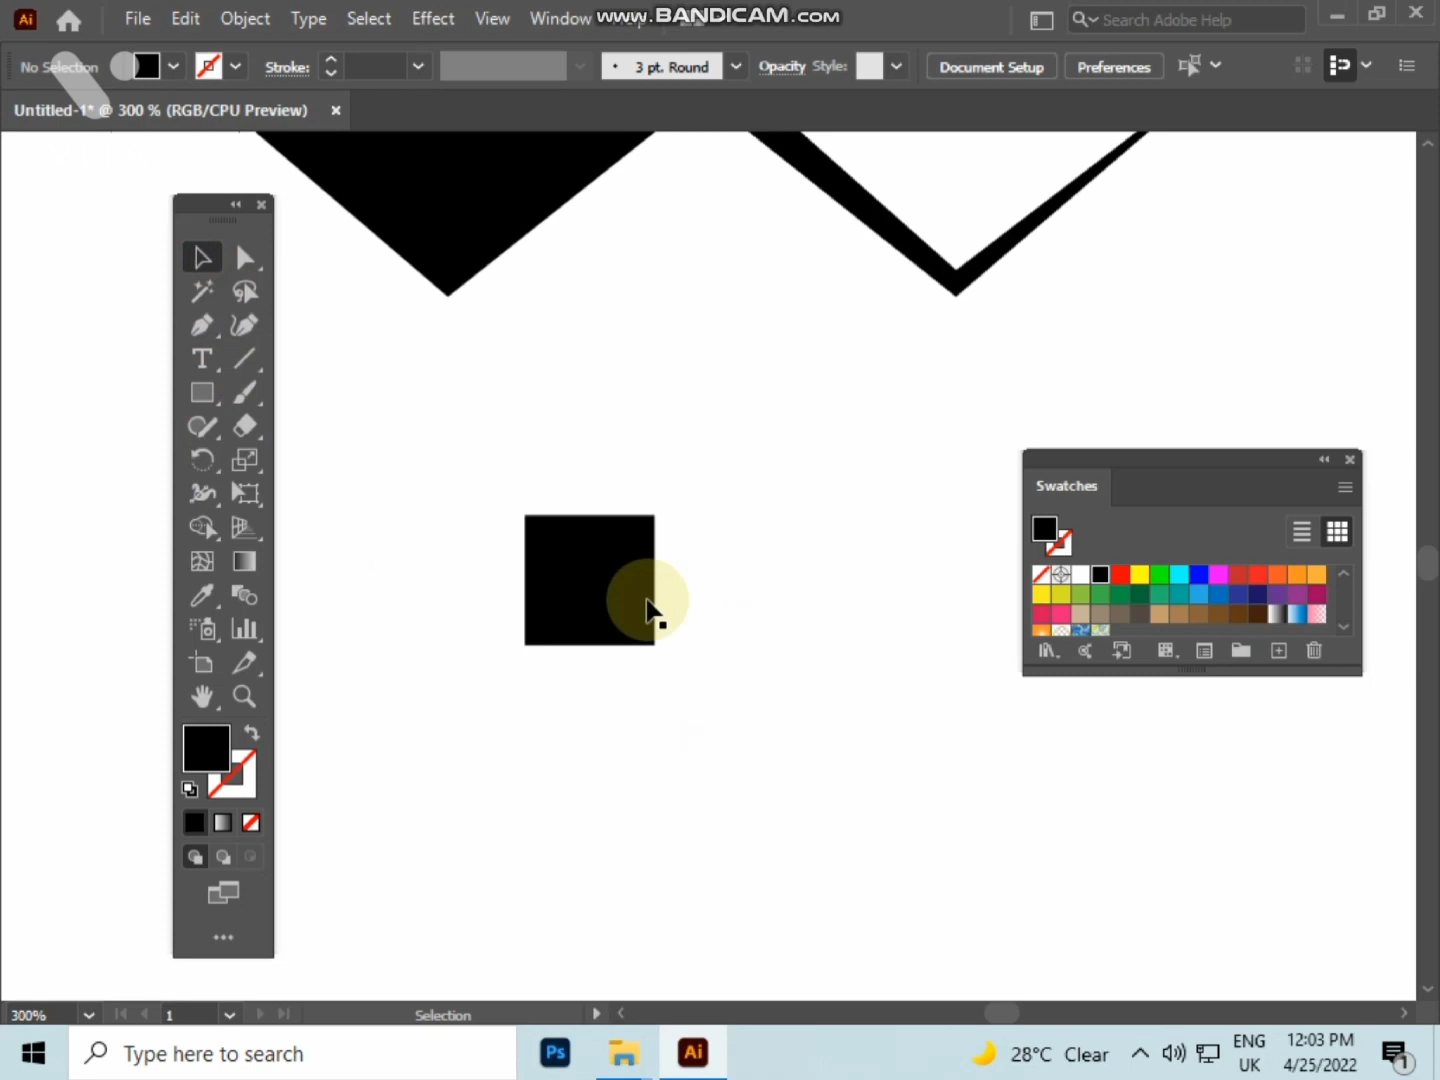 Ai
File Edit Object Type Select Effect View Window
www.BANDICAM.com
Search Adobe Help
No Selection
Stroke:
3 pt. Round
Opacity Style:
Document Setup
Preferences
Untitled-1* @ 300 % (RGB/CPU Preview)
T
Swatches
300%
1
Selection
Type here to search
Ps
Ai
28°C Clear
ENG
UK
12:03 PM
4/25/2022
1